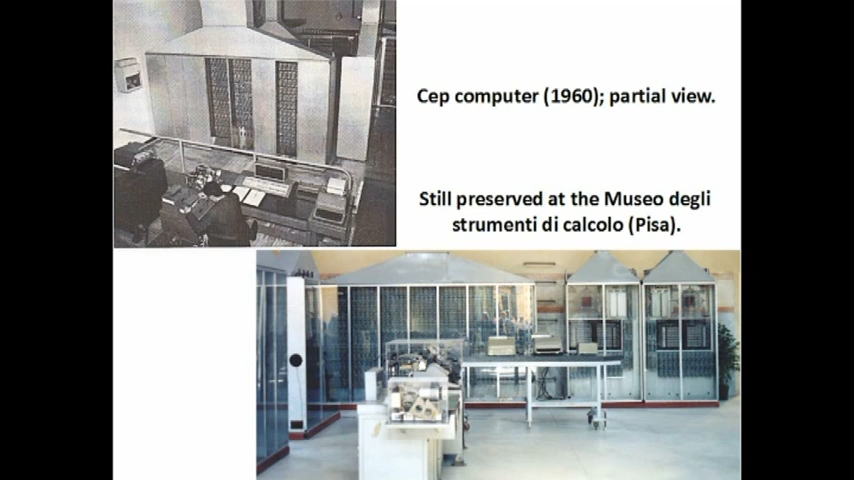 Cep computer (1960); partial view.
Still preserved at the Museo degli
strumenti di calcolo (Pisa).